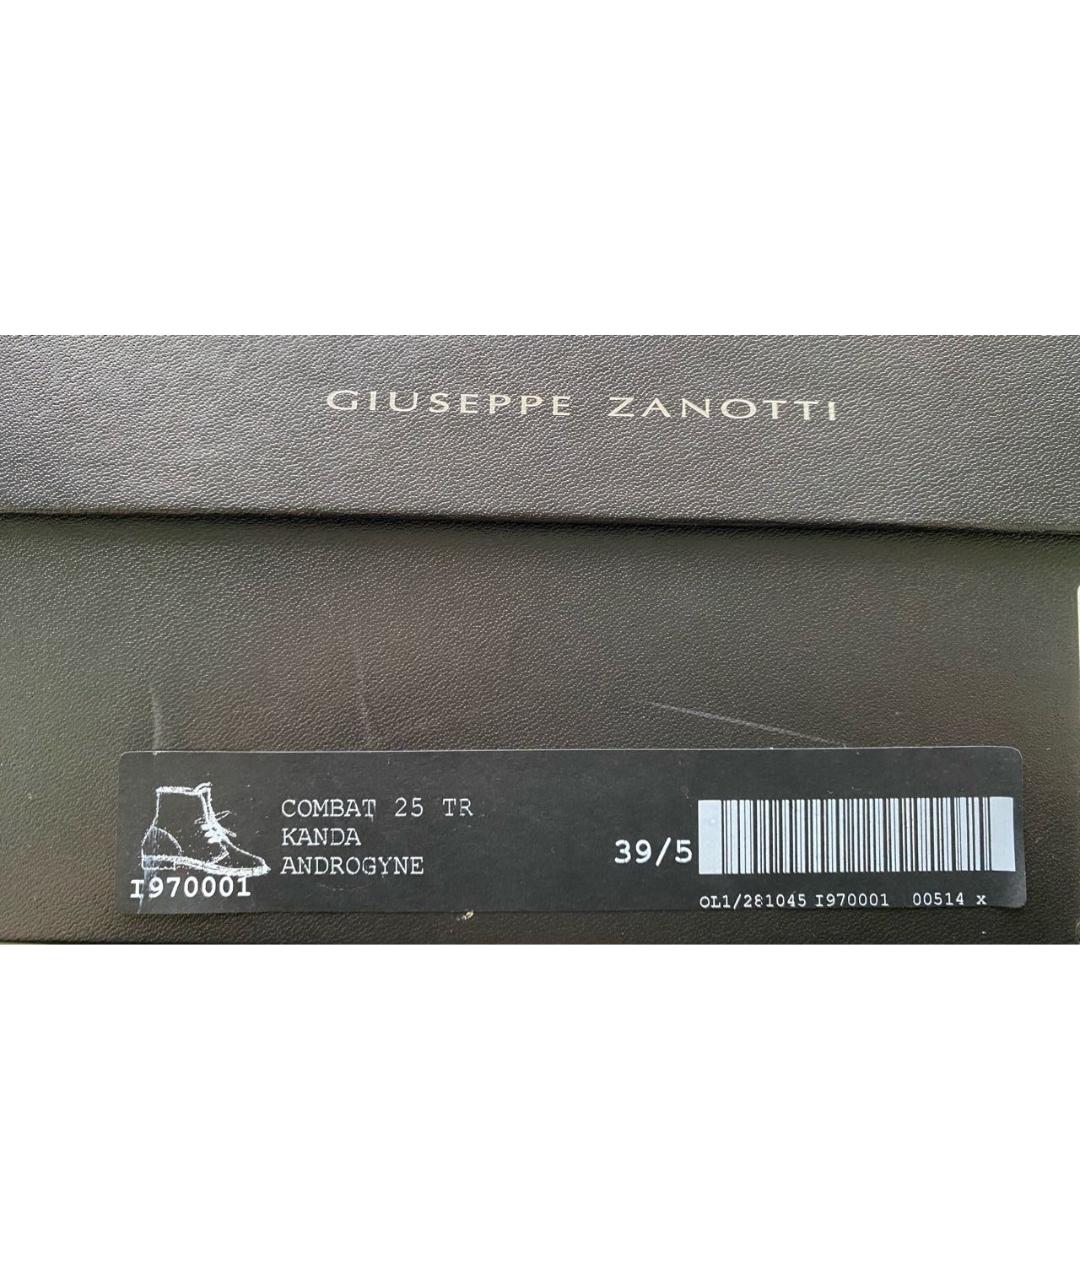 GIUSEPPE ZANOTTI
COMBAT 25 TR
KANDA
ANDROGYNE
I970001
39/5
OL1/281045 I970001 00514 x